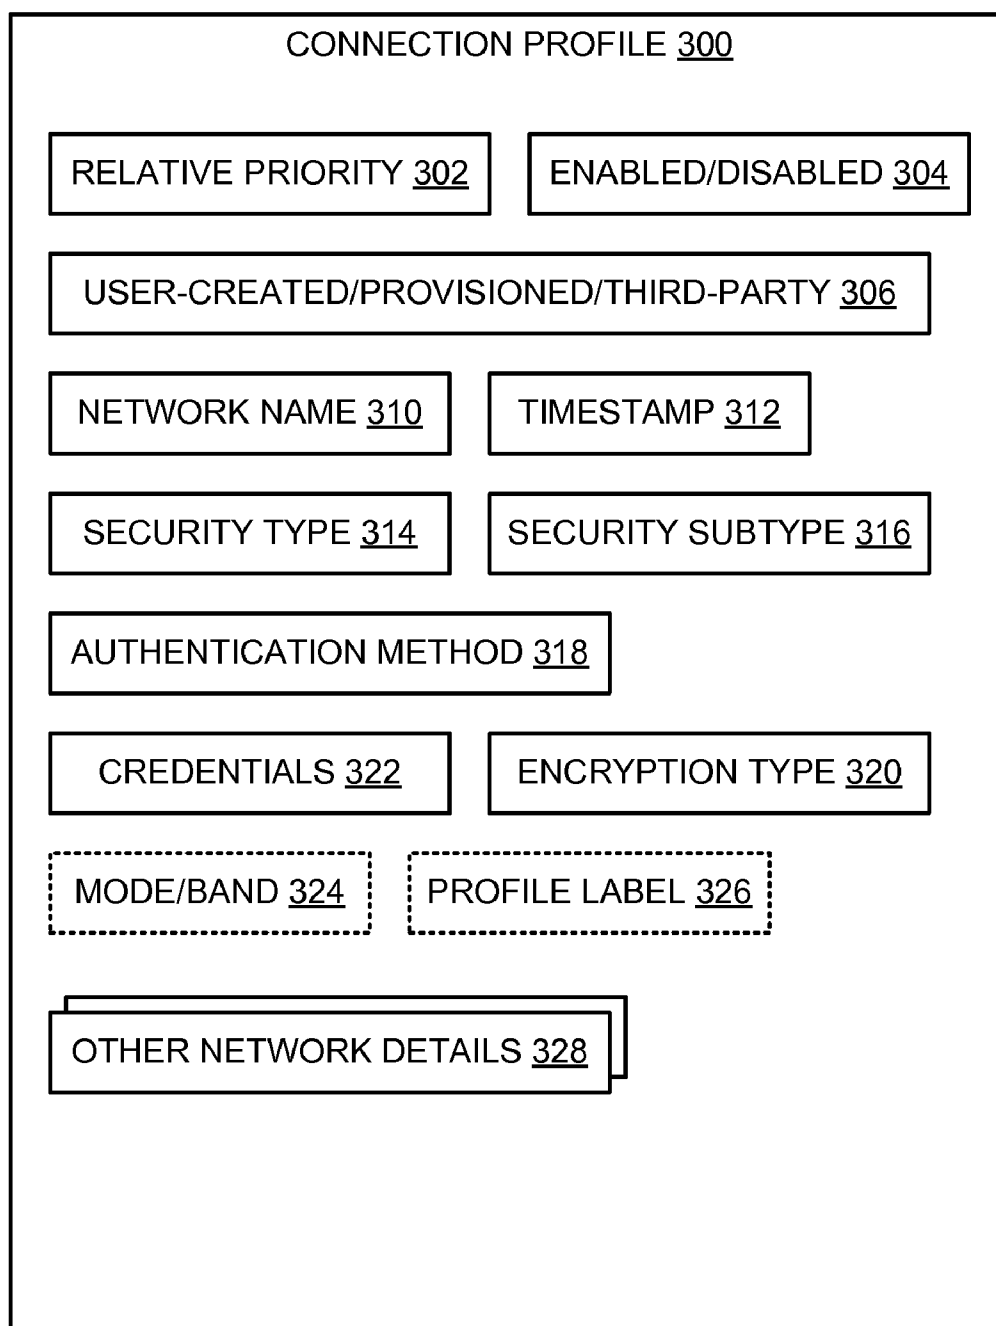 CONNECTION PROFILE 300
RELATIVE PRIORITY 302
ENABLED/DISABLED 304
USER-CREATED/PROVISIONED/THIRD-PARTY 306
NETWORK NAME 310
TIMESTAMP 312
SECURITY TYPE 314
SECURITY SUBTYPE 316
AUTHENTICATION METHOD 318
CREDENTIALS 322
ENCRYPTION TYPE 320
MODE/BAND 324
PROFILE LABEL 326
OTHER NETWORK DETAILS 328